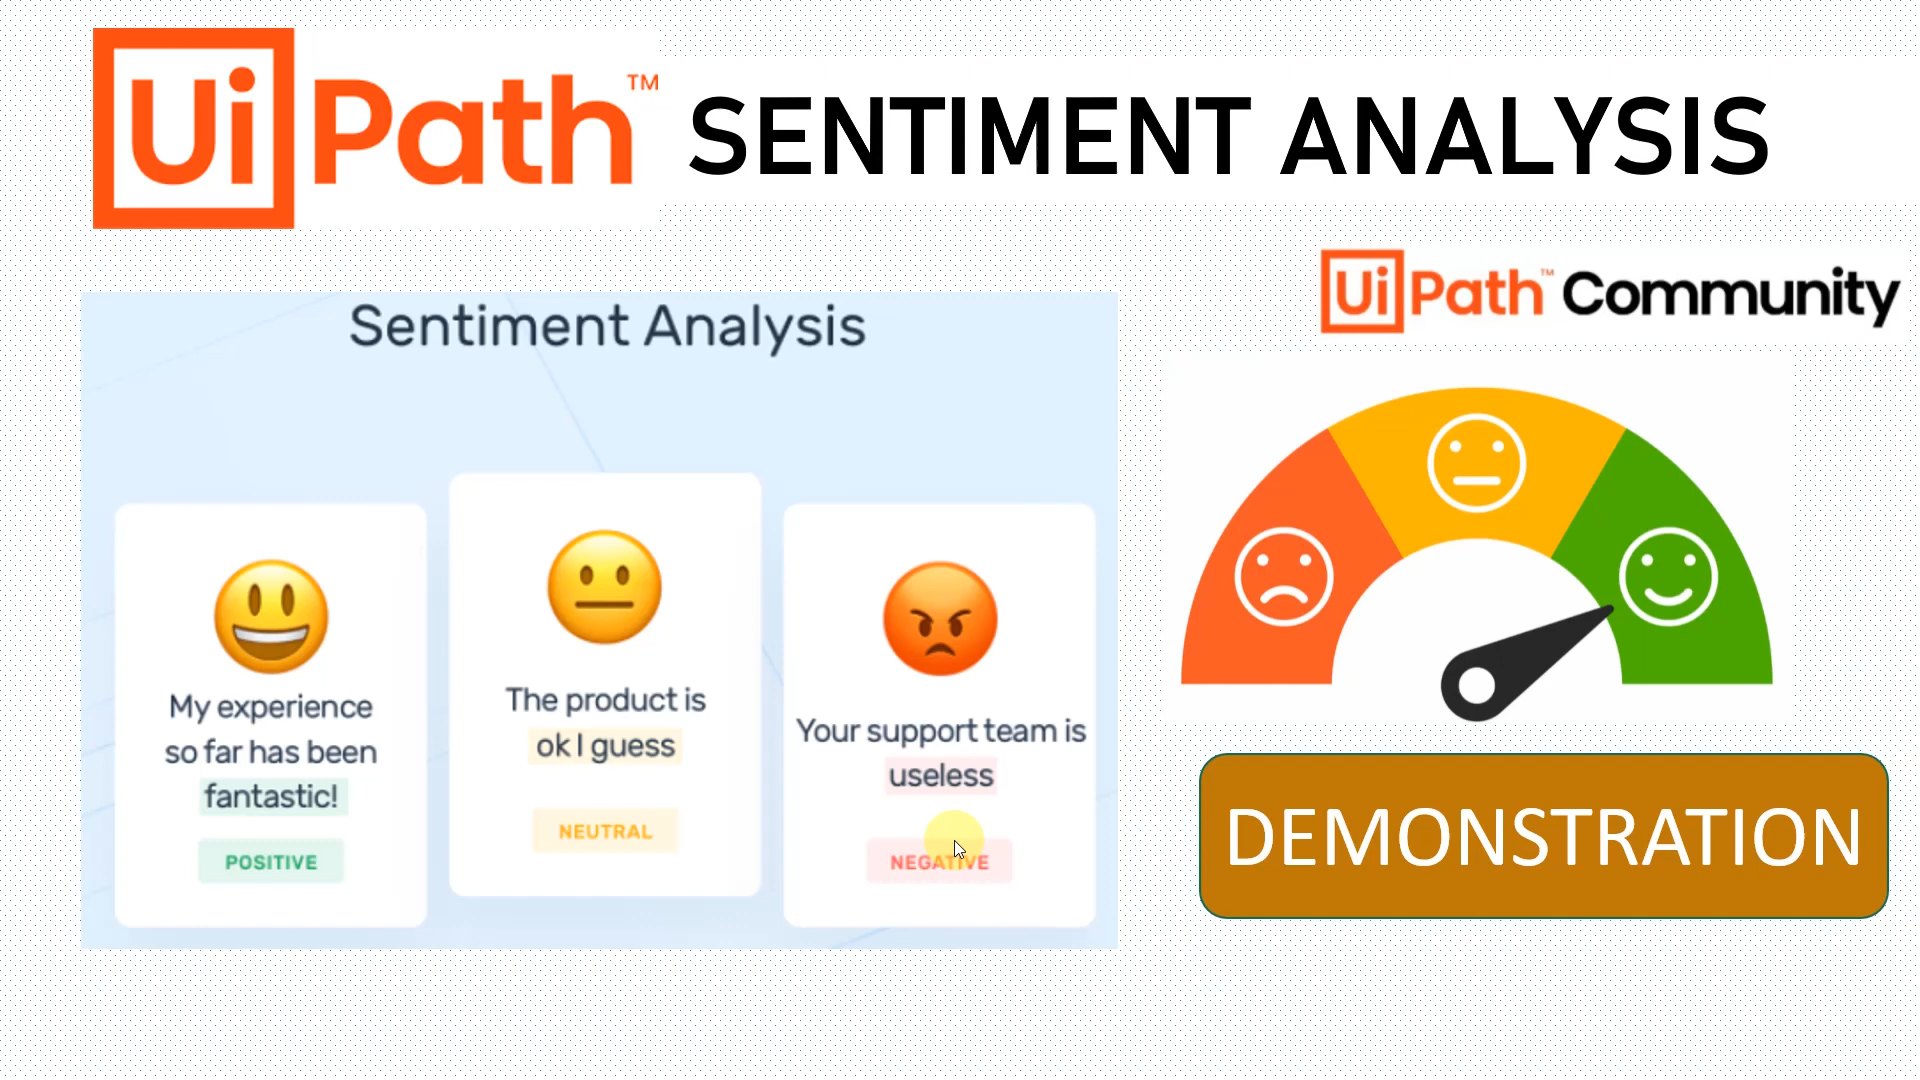 UiPath™ SENTIMENT ANALYSIS
UiPath™ Community
Sentiment Analysis
My experience
so far has been
fantastic!
POSITIVE
The product is
ok I guess
NEUTRAL
Your support team is
useless
NEGATIVE
DEMONSTRATION